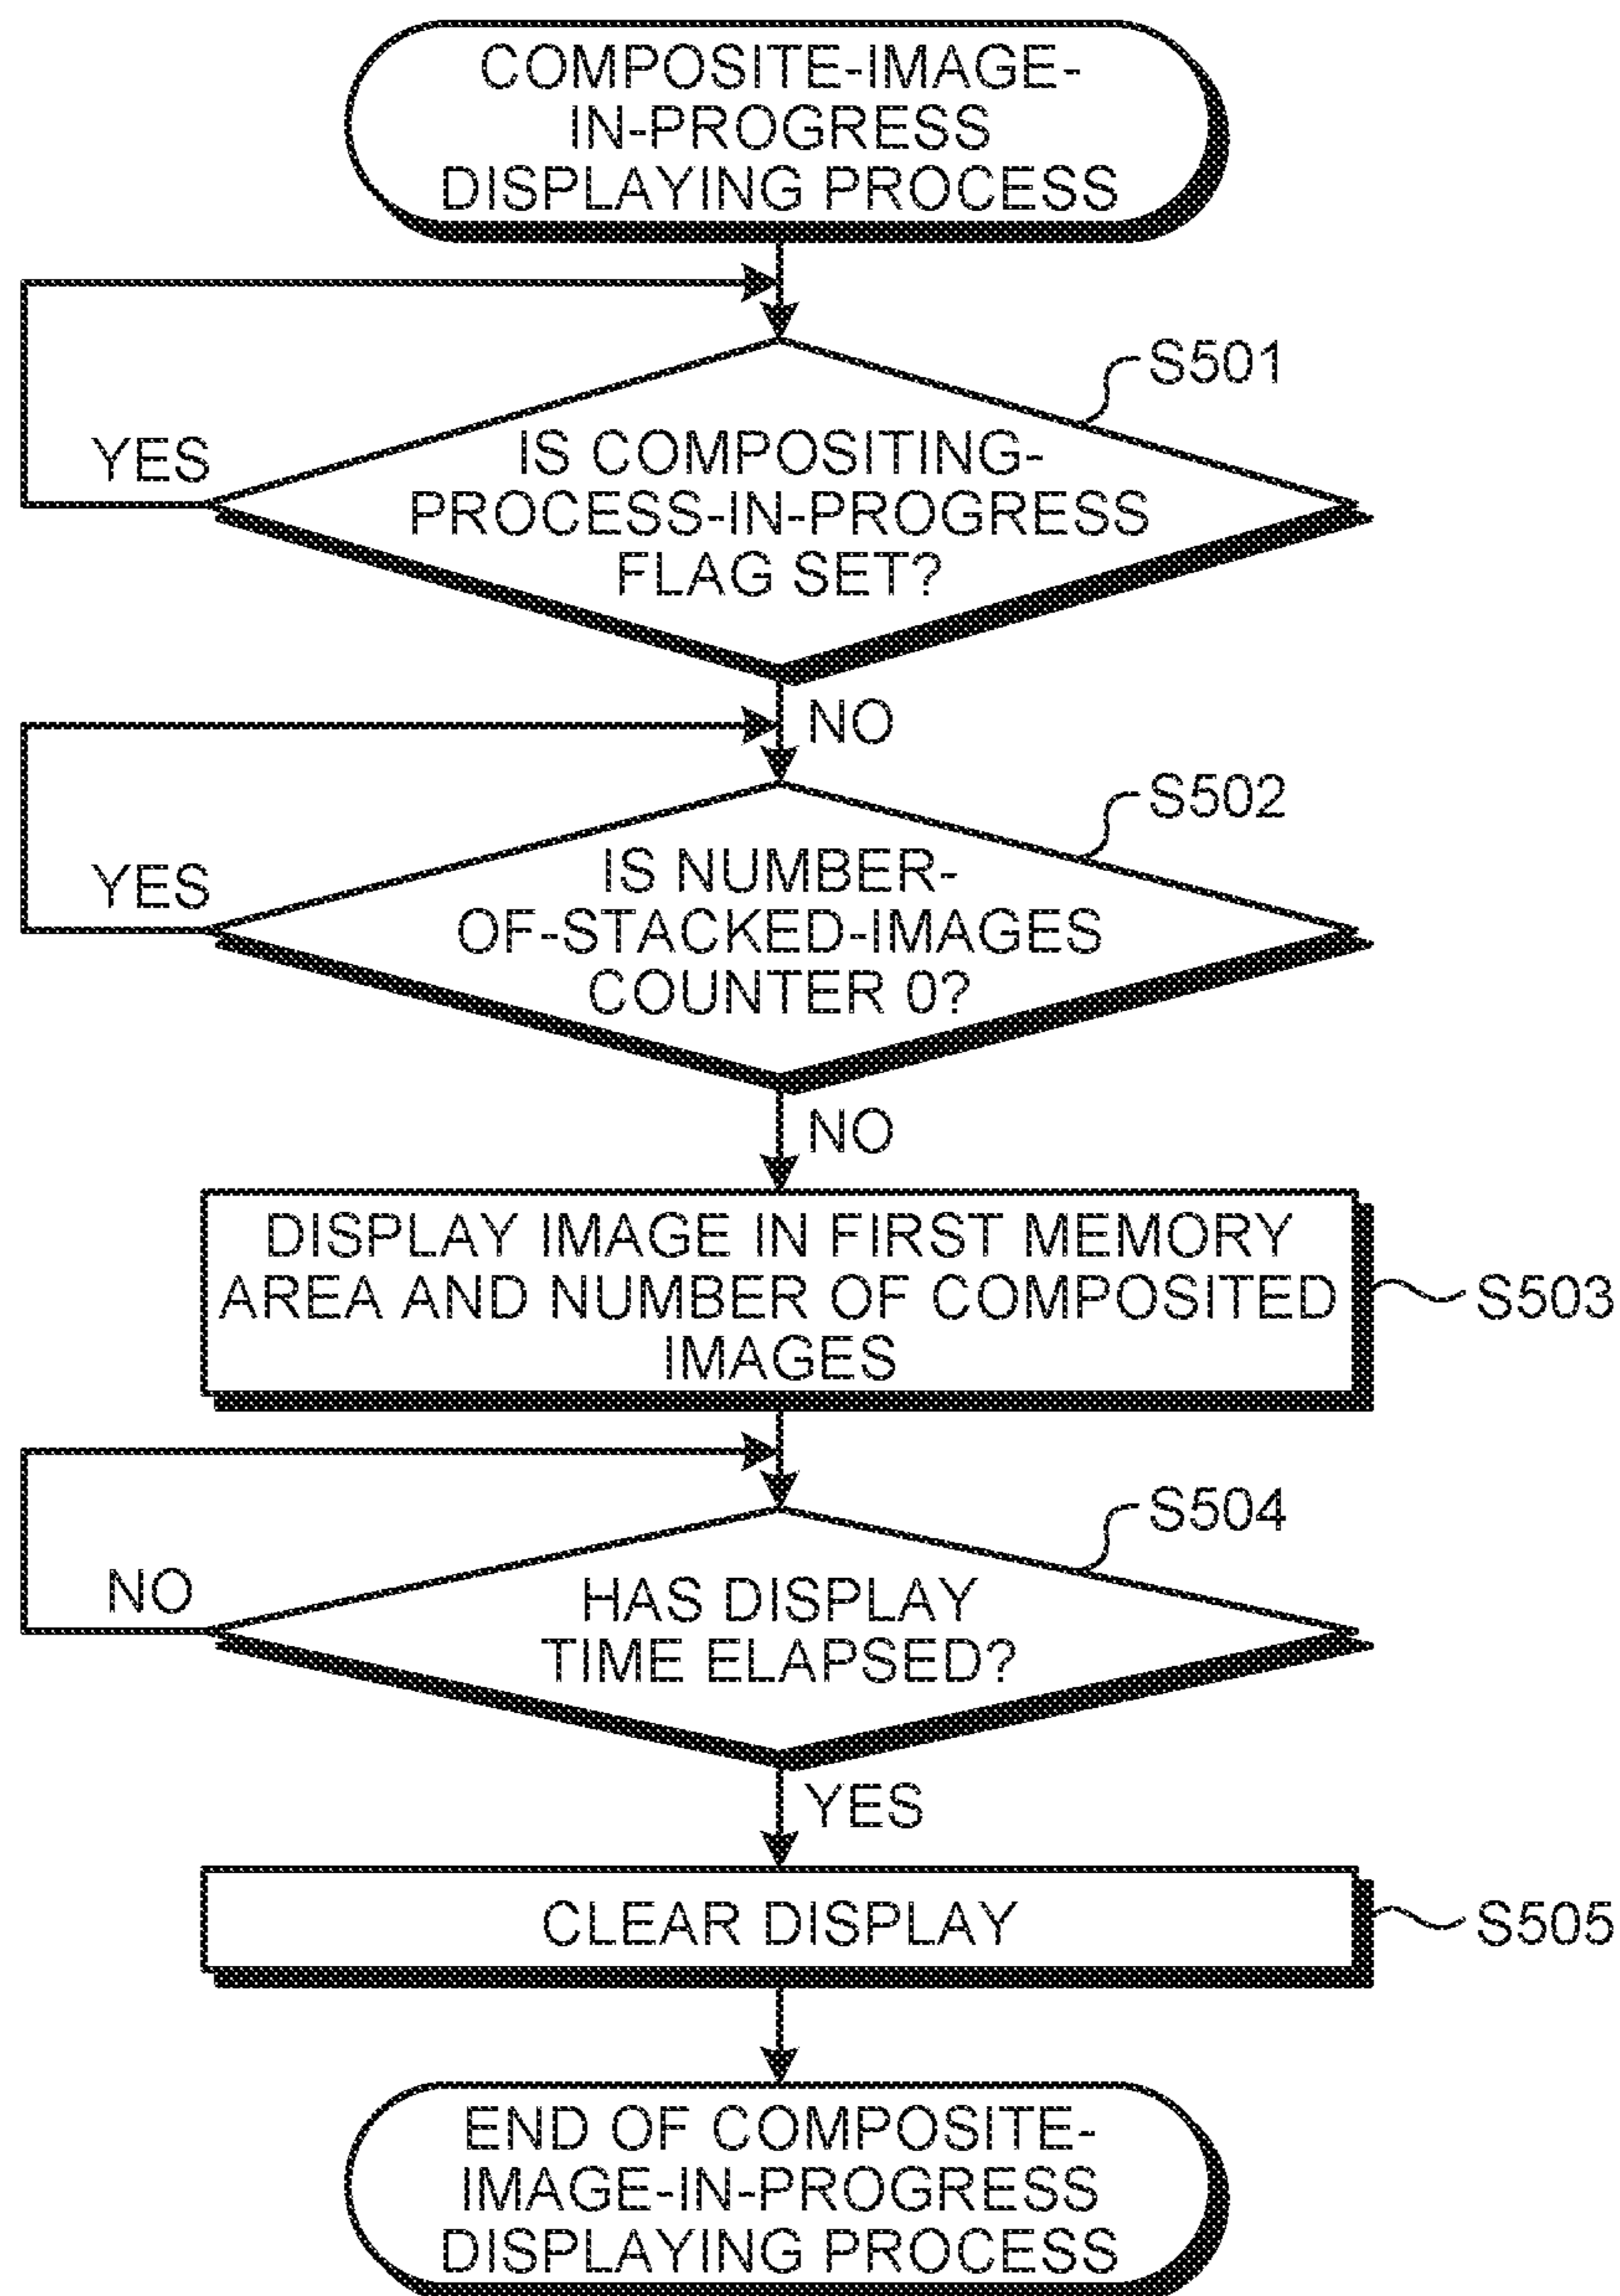 COMPOSITE-IMAGE-
IN-PROGRESS
DISPLAYING PROCESS
S501
YES
IS COMPOSITING-
PROCESS-IN-PROGRESS
FLAG SET?
NO
S502
YES
IS NUMBER-
OF-STACKED-IMAGES
COUNTER 0?
NO
DISPLAY IMAGE IN FIRST MEMORY
AREA AND NUMBER OF COMPOSITED
IMAGES
S503
S504
NO
HAS DISPLAY
TIME ELAPSED?
YES
CLEAR DISPLAY
S505
END OF COMPOSITE-
IMAGE-IN-PROGRESS
DISPLAYING PROCESS